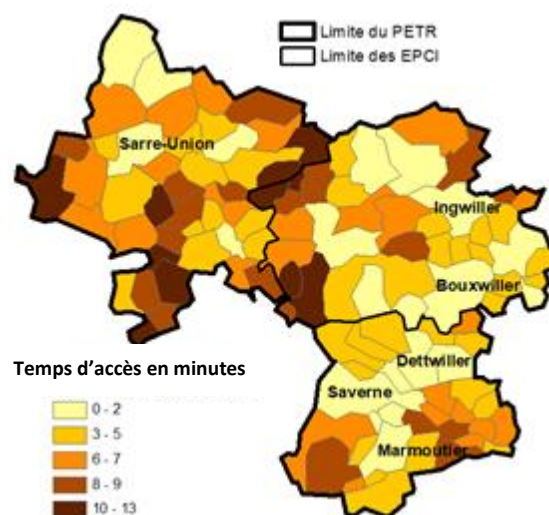 Limite du PETR
Limite des EPCI
Sarre-Union
Ingwiller
Bouxwiller
Temps d’accès en minutes
Dettwiller
Saverne
0 - 2
3 - 5
6 - 7
Marmoutier
8 - 9
10 - 13